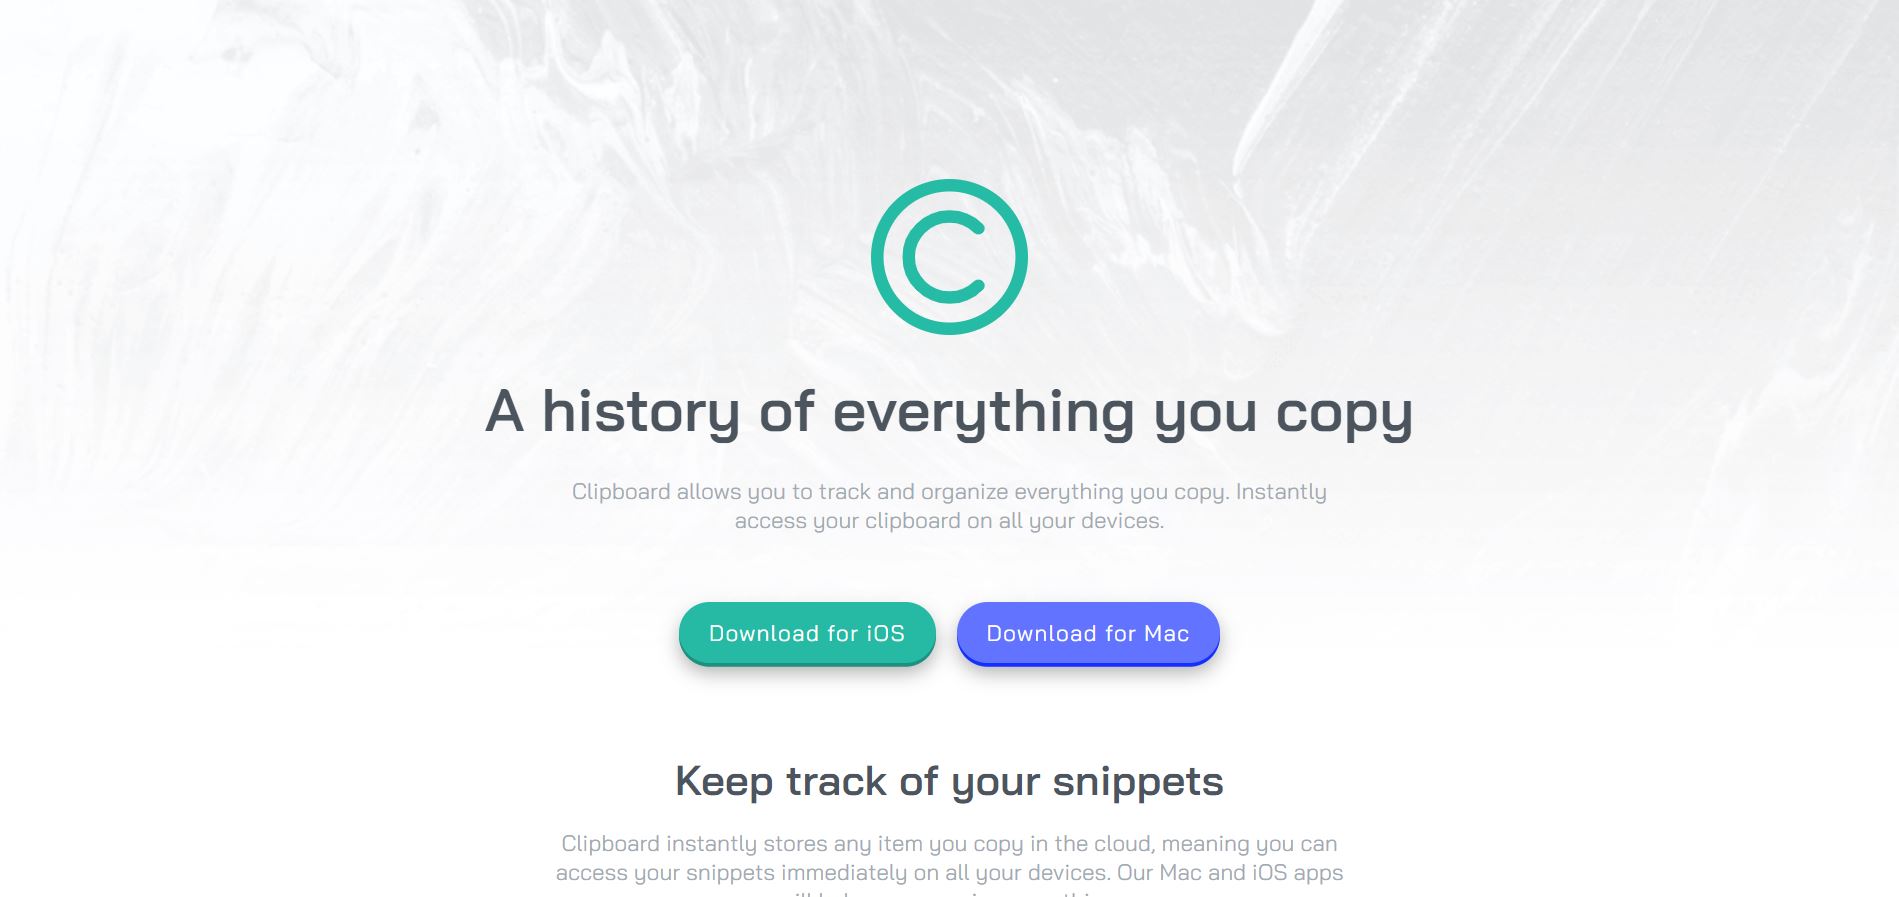 A history of everything you copy
Clipboard allows you to track and organize everything you copy. Instantly
access your clipboard on all your devices.
Download for iOS
Download for Mac
Keep track of your snippets
Clipboard instantly stores any item you copy in the cloud, meaning you can
access your snippets immediately on all your devices. Our Mac and iOS apps